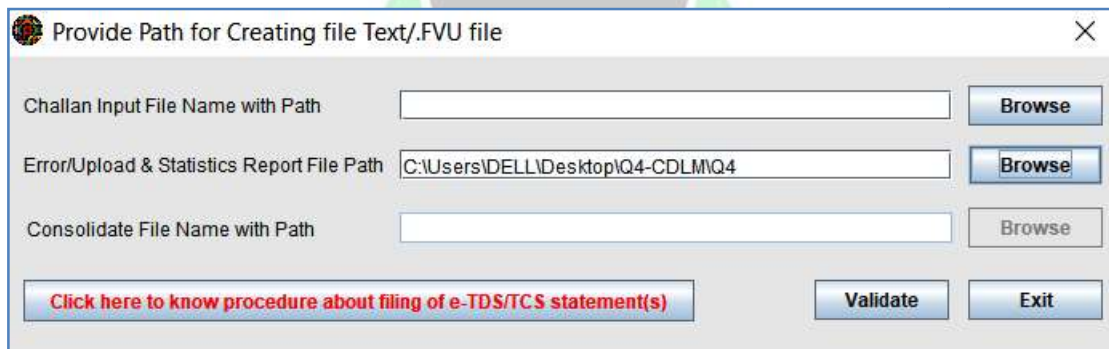 Provide Path for Creating file Text/.FVU file
Challan Input File Name with Path Browse
Error/Upload & Statistics Report File Path C:\Users\DELL\Desktop\Q4-CDLM\Q4 Browse
Consolidate File Name with Path Browse
Click here to know procedure about filing of e-TDS/TCS statement(s) Validate Exit